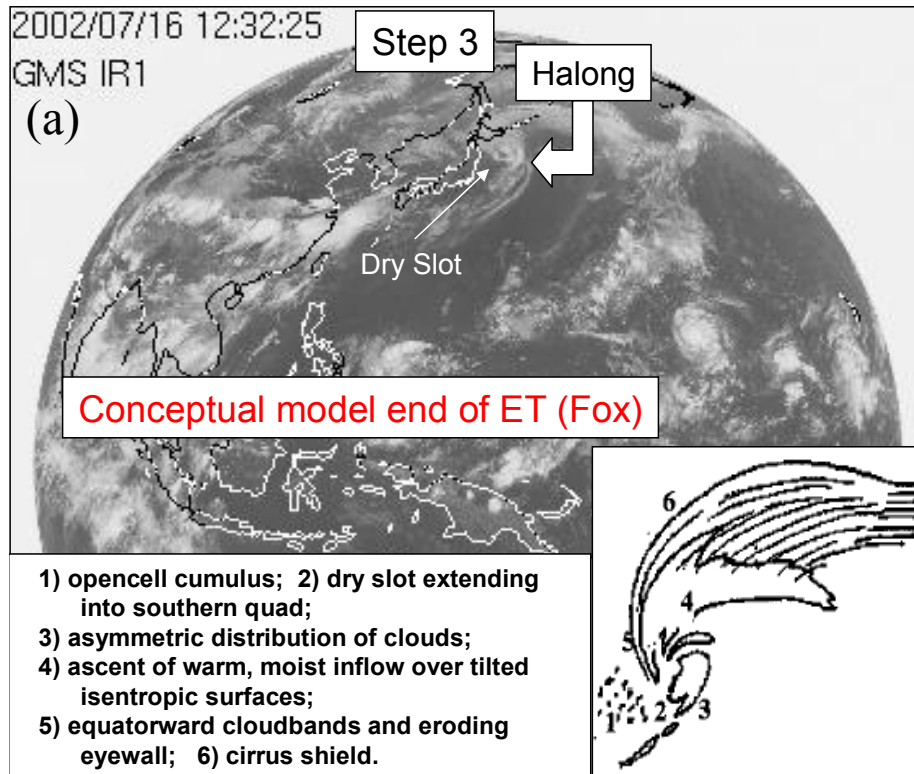 2002/07/16 12:32:25
GMS IR1
(a)
Step 3
Halong
Dry Slot
Conceptual model end of ET (Fox)
1) opencell cumulus; 2) dry slot extending
into southern quad;
3) asymmetric distribution of clouds;
4) ascent of warm, moist inflow over tilted
isentropic surfaces;
5) equatorward cloudbands and eroding
eyewall; 6) cirrus shield.
6
4
5
1
2
3